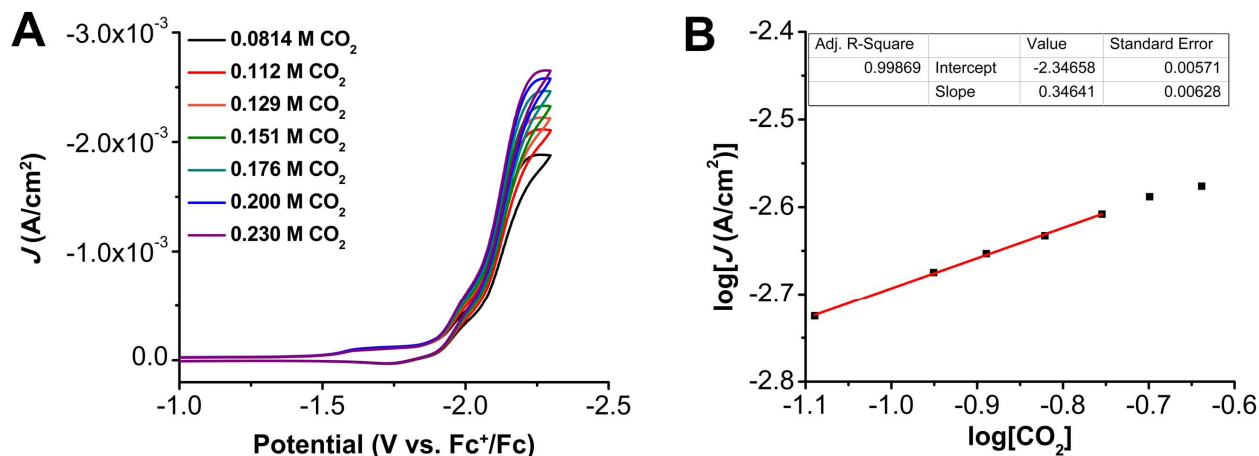 A
-3.0x10⁻³
-2.0x10⁻³
-1.0x10⁻³
0.0
J (A/cm²)
0.0814 M CO₂
0.112 M CO₂
0.129 M CO₂
0.151 M CO₂
0.176 M CO₂
0.200 M CO₂
0.230 M CO₂
-1.0 -1.5 -2.0 -2.5
Potential (V vs. Fc⁺/Fc)
B
-2.4
-2.5
-2.6
-2.7
-2.8
log[J (A/cm²)]
Adj. R-Square Value Standard Error
0.99869 Intercept -2.34658 0.00571
Slope 0.34641 0.00628
-1.1 -1.0 -0.9 -0.8 -0.7 -0.6
log[CO₂]